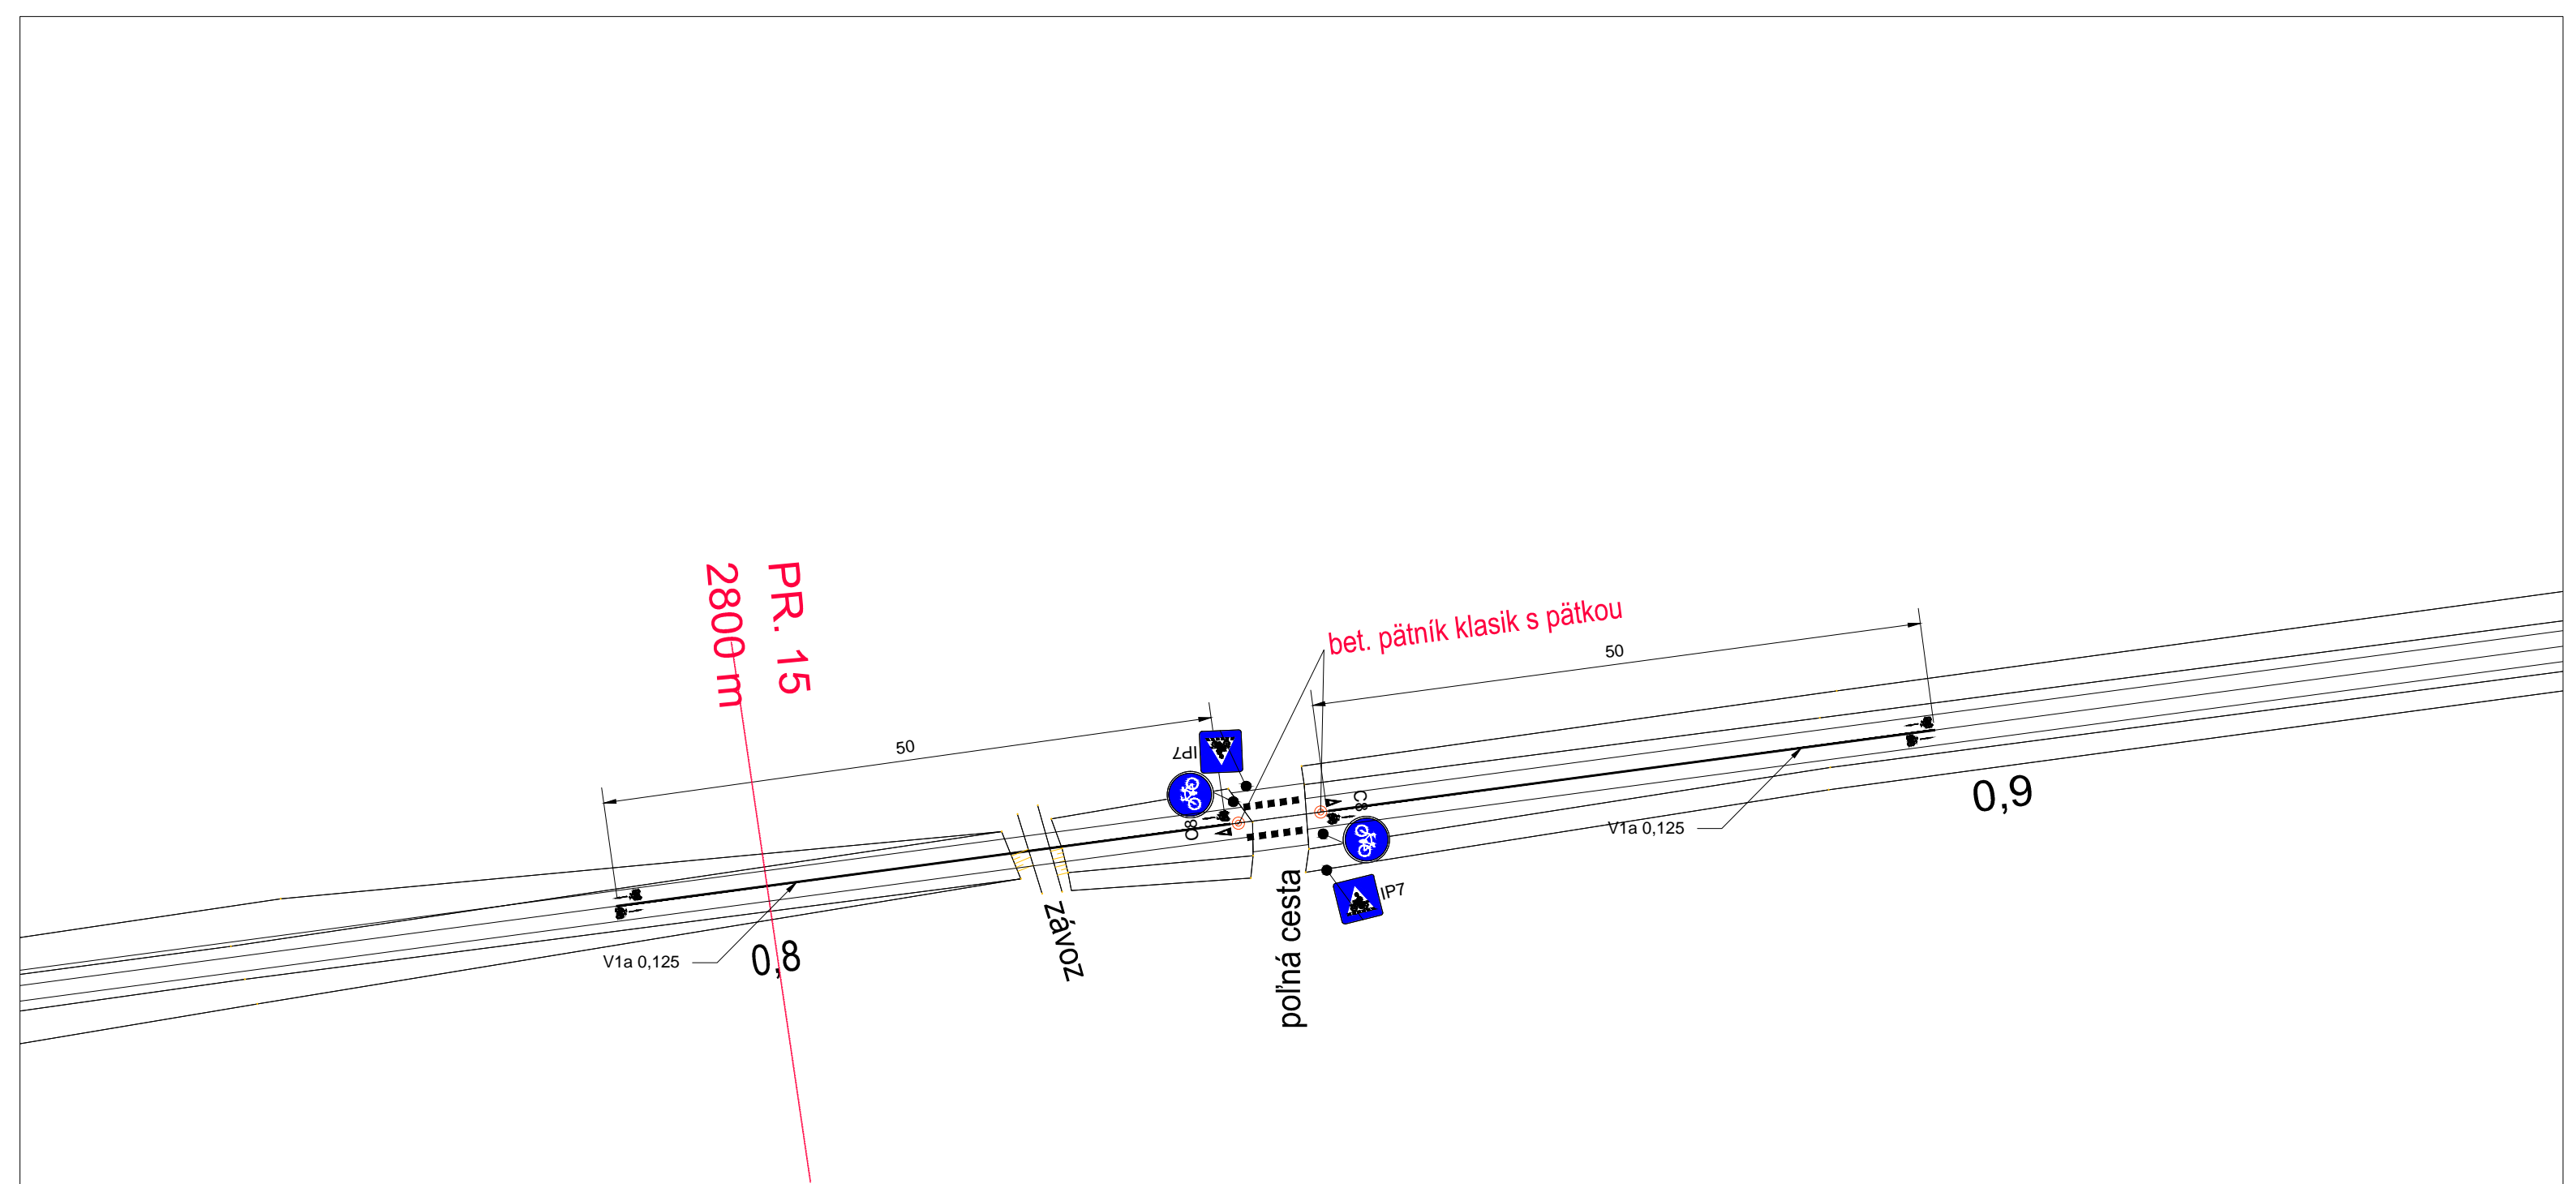 PR. 15
2800 m
bet. pätník klasik s pätkou
50
50
IP7
C8
C8
IP7
V1a 0,125
V1a 0,125
0,9
0,8
závoz
poľná cesta